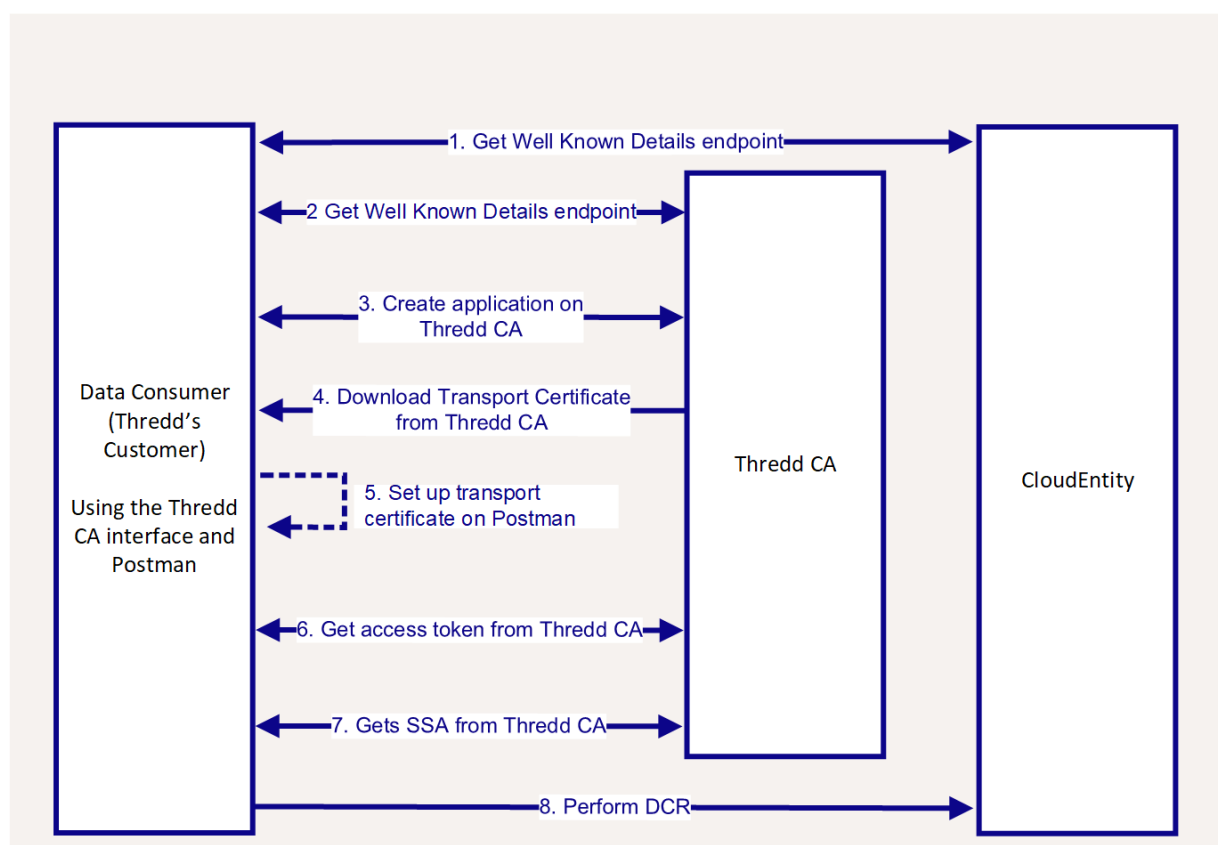 1. Get Well Known Details endpoint
2 Get Well Known Details endpoint
3. Create application on
Thredd CA
Data Consumer
(Thredd's
Customer)
Using the Thredd
CA interface and
Postman
4. Download Transport Certificate
from Thredd CA
Thredd CA
CloudEntity
5. Set up transport
certificate on Postman
6. Get access token from Thredd CA
7. Gets SSA from Thredd CA
8. Perform DCR